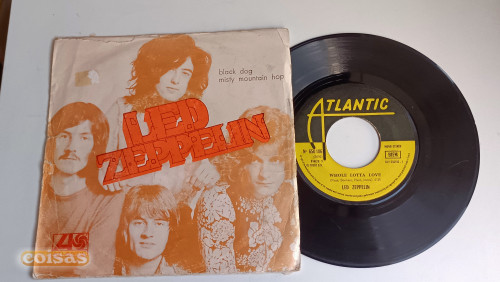 black dog
misty mountain hop
LED
ZEPPELIN
ATLANTIC
WHOLE LOTTA LOVE
LED ZEPPELIN
coisas